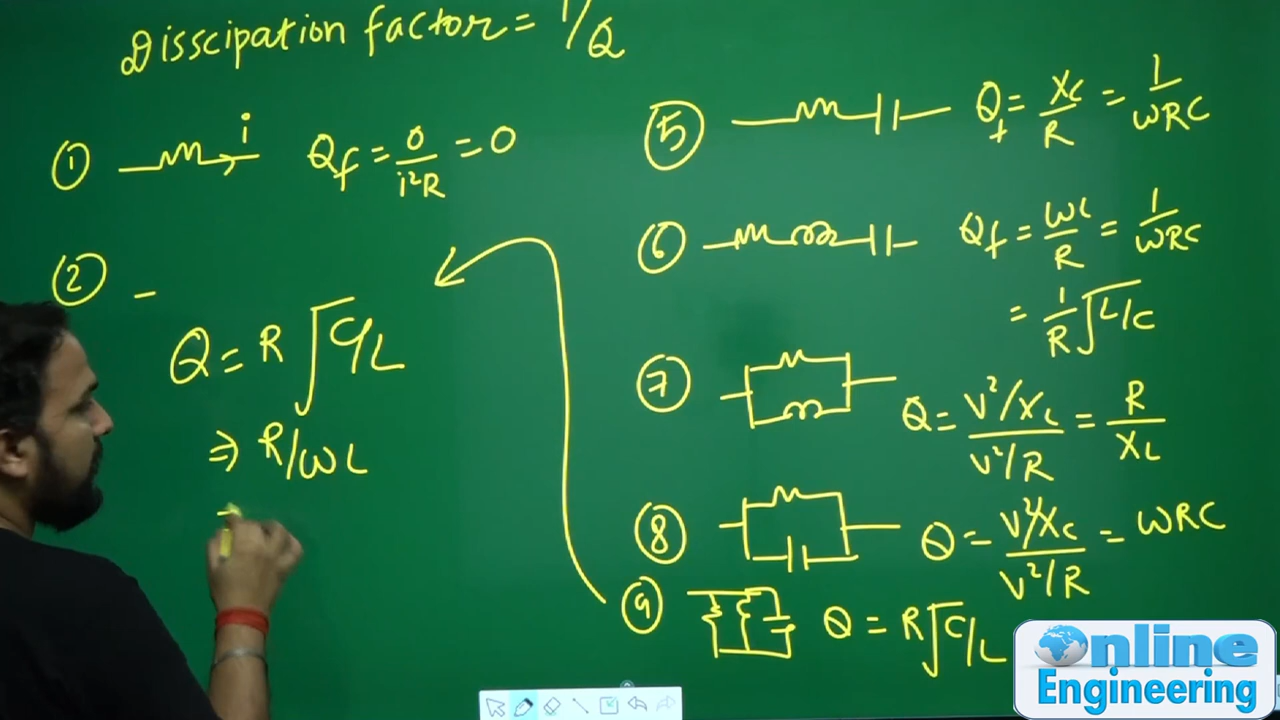 Disscipation factor = 1/Q
① i Qf = 0/i²R = 0
② -
Q = R√C/L
⇒ R/ωL
⑤ Qf = Xc/R = 1/ωRC
⑥ Qf = ωL/R = 1/ωRC
= 1/R √L/C
⑦ Q = V²/XL / V²/R = R/XL
⑧ Q = V²/Xc / V²/R = ωRC
⑨ Q = R√C/L
Online
Engineering